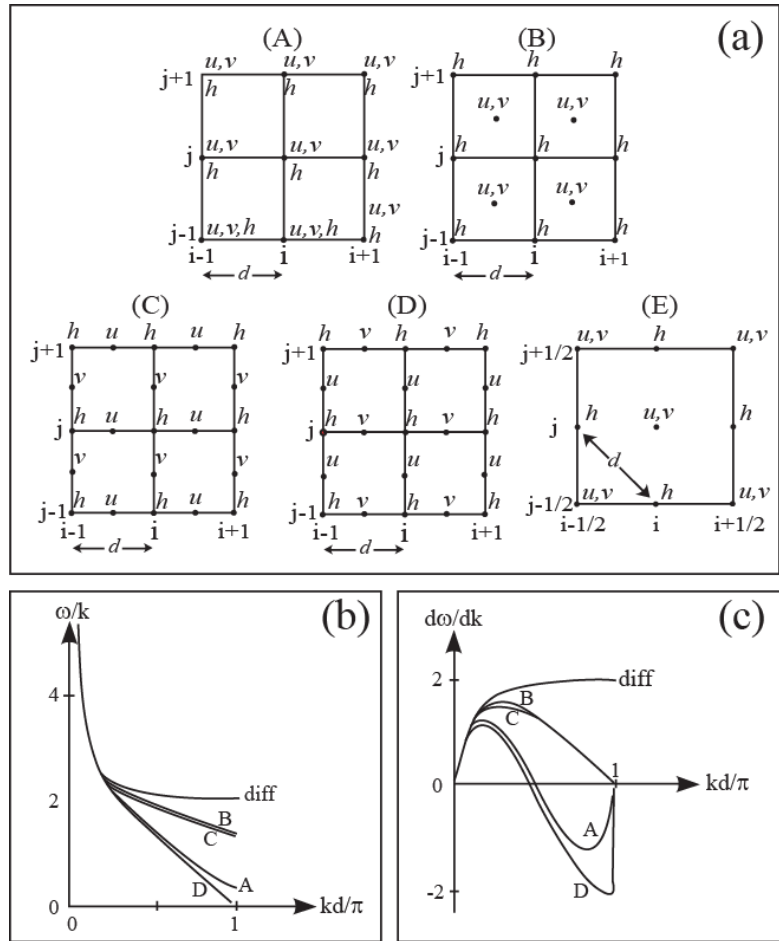 (a)
(A)
(B)
j+1 u,v u,v u,v
h h h
j u,v u,v u,v
h h h
u,v
j-1 u,v,h u,v,h h
i-1 i i+1
d
j+1 h h h
u,v u,v
j h h h
u,v u,v
j-1 h h h
i-1 i i+1
d
(C)
h u h u h
j+1
v v v
j h u h u h
v v v
j-1 h u h u h
i-1 i i+1
d
(D)
h v h v h
j+1
u u u
j h v h v h
u u u
j-1 h v h v h
i-1 i i+1
d
(E)
u,v h u,v
j+1/2
j h u,v h
d
j-1/2 u,v h u,v
i-1/2 i i+1/2
(b)
ω/k
4
2
0
0 1 kd/π
diff
B
C
A
D
(c)
dω/dk
2
0
-2
1
kd/π
diff
B
C
A
D